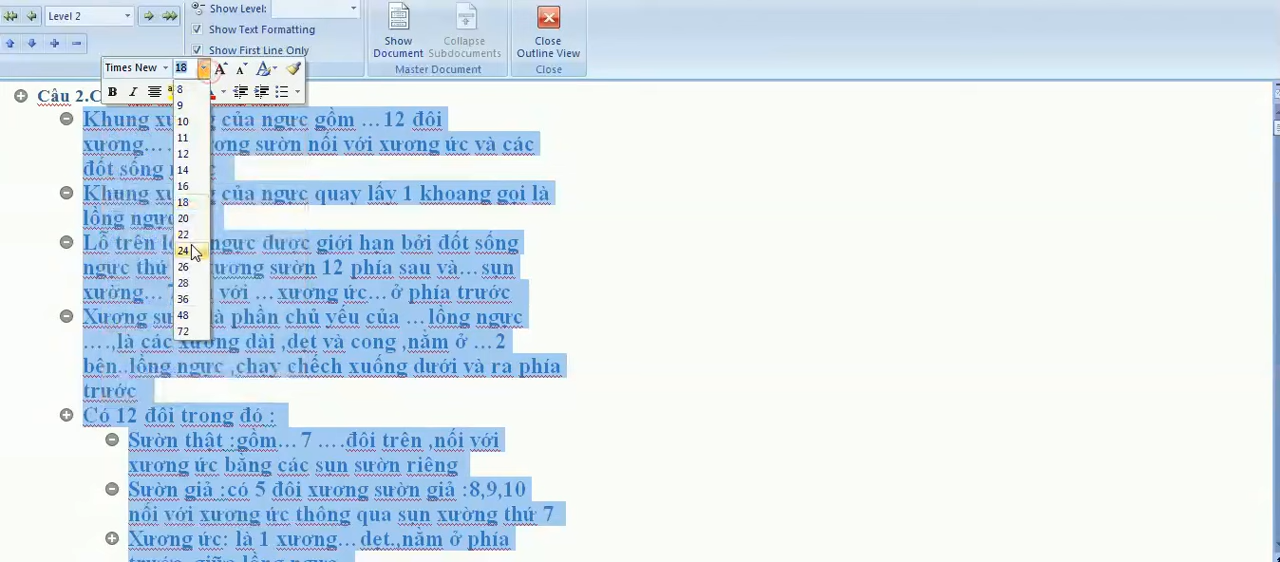 Level 2
Show Level:
Show Text Formatting
Show First Line Only
Show Document
Collapse Subdocuments
Master Document
Close Outline View
Close
Times New
18
8
9
10
11
12
14
16
18
20
22
24
26
28
36
48
72
Câu 2.C
Khung xư của ngực gồm …12 đôi
xương… ơng sườn nối với xương ức và các
đốt sống
Khung xư của ngực quay lấy 1 khoang gọi là
lồng ngực
Lỗ trên l ngực được giới hạn bởi đốt sống
ngực thứ xương sườn 12 phía sau và… sụn
xường… với … xương ức… ở phía trước
Xương sư à phần chủ yếu của …lồng ngực
….,là các xương dài ,dẹt và cong ,nằm ở …2
bên..lồng ngực ,chạy chếch xuống dưới và ra phía
trước
Có 12 đôi trong đó :
Sườn thật :gồm…7 ….đôi trên ,nối với
xương ức bằng các sụn sườn riêng
Sườn giả :có 5 đôi xương sườn giả :8,9,10
nối với xương ức thông qua sụn xường thứ 7
Xương ức: là 1 xương…dẹt.,nằm ở phía